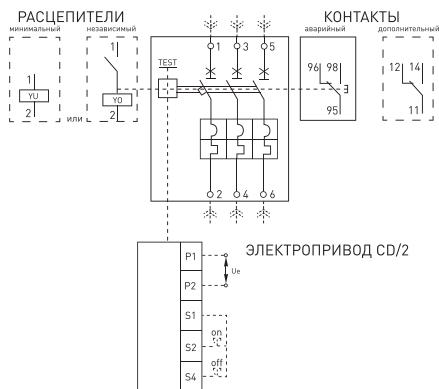 РАСЦЕПИТЕЛИ
КОНТАКТЫ
минимальный
независимый
аварийный
дополнительный
1
1
1 3 5
TEST
96 98
12 14
YU
YO
2
или
2
95
11
2 4 6
ЭЛЕКТРОПРИВОД CD/2
P1
Ue
P2
S1
on
S2
off
S4